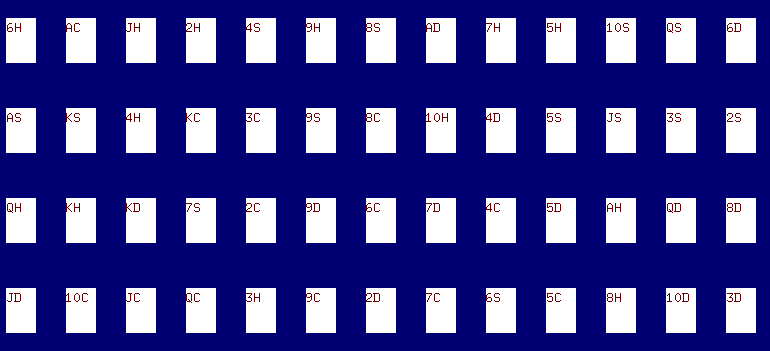 6H AC JH 2H 4S 9H 8S AD 7H 5H 10S QS 6D
AS KS 4H KC 3C 9S 8C 10H 4D 5S JS 3S 2S
QH KH KD 7S 2C 9D 6C 7D 4C 5D AH QD 8D
JD 10C JC QC 3H 9C 2D 7C 6S 5C 8H 10D 3D